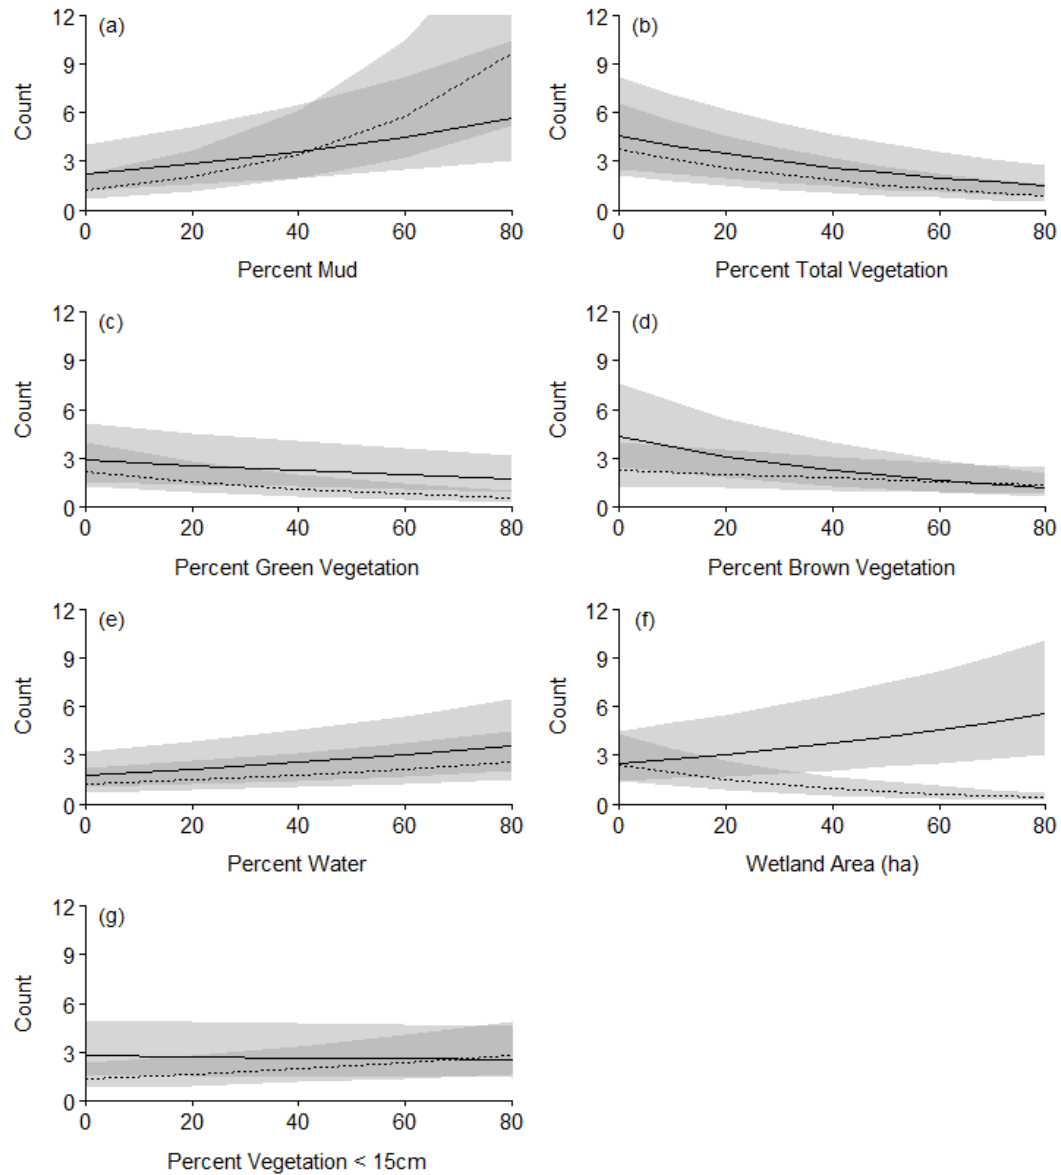 (a)
12
9
6
3
0
Count
0 20 40 60 80
Percent Mud
(b)
12
9
6
3
0
Count
0 20 40 60 80
Percent Total Vegetation
(c)
12
9
6
3
0
Count
0 20 40 60 80
Percent Green Vegetation
(d)
12
9
6
3
0
Count
0 20 40 60 80
Percent Brown Vegetation
(e)
12
9
6
3
0
Count
0 20 40 60 80
Percent Water
(f)
12
9
6
3
0
Count
0 20 40 60 80
Wetland Area (ha)
(g)
12
9
6
3
0
Count
0 20 40 60 80
Percent Vegetation < 15cm